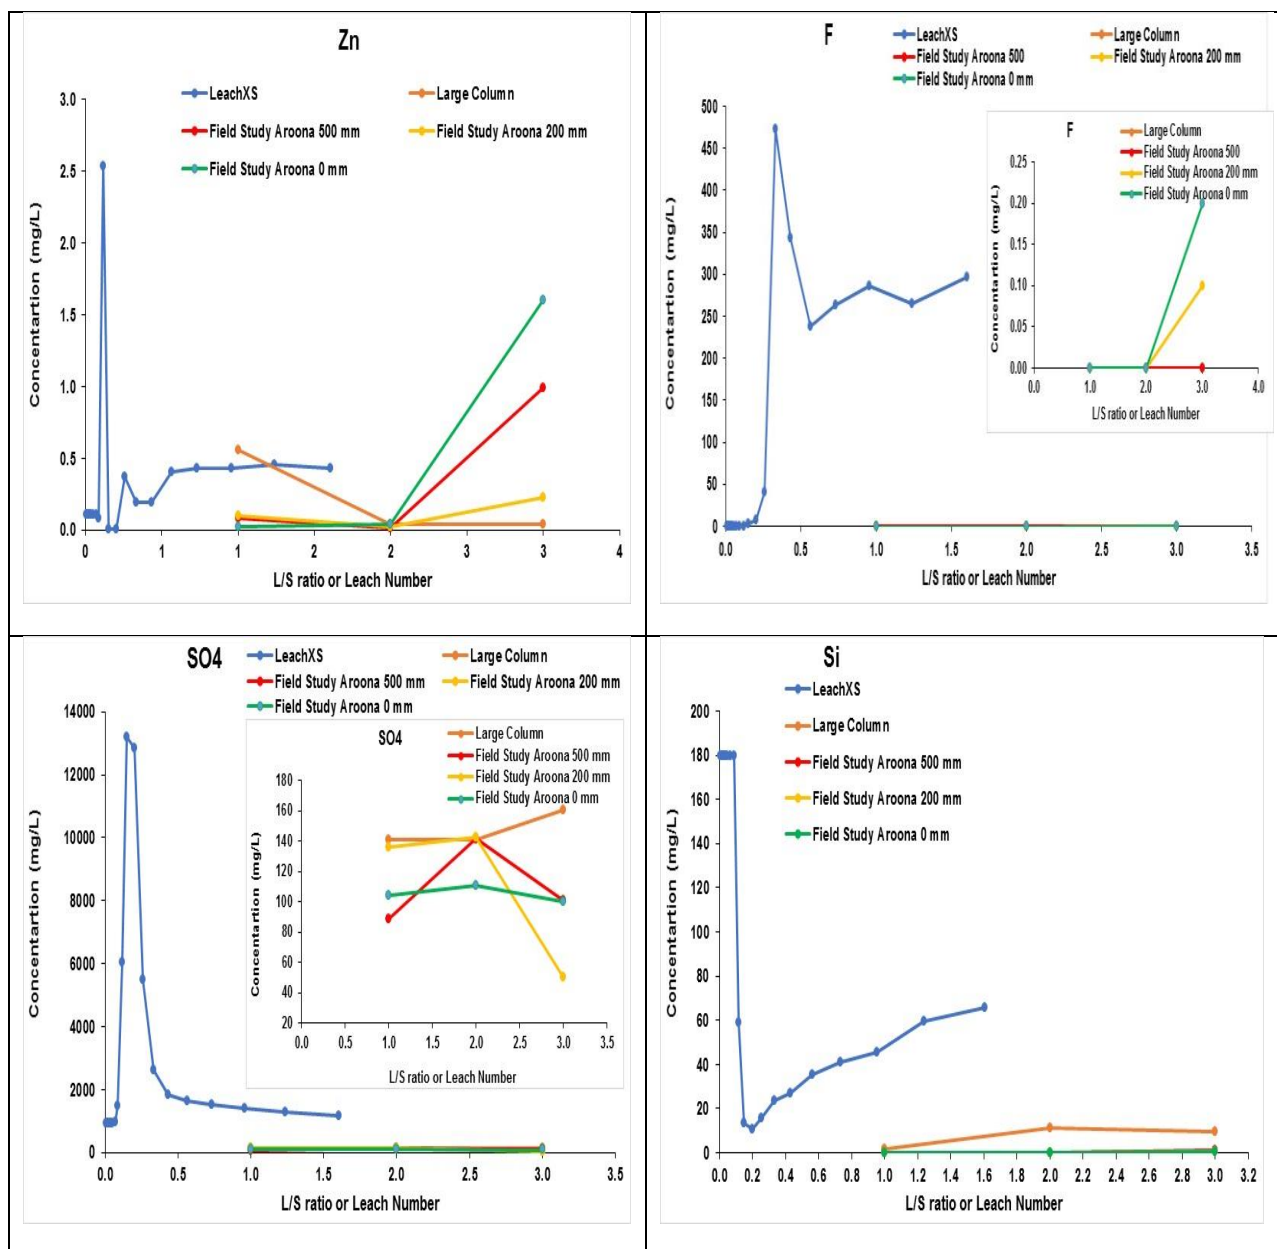 Zn
LeachXS
Large Column
Field Study Aroona 500 mm
Field Study Aroona 200 mm
Field Study Aroona 0 mm
3.0
2.5
2.0
1.5
1.0
0.5
0.0
Concentartion (mg/L)
0 1 1 2 2 3 3 4
L/S ratio or Leach Number
F
LeachXS
Large Column
Field Study Aroona 500
Field Study Aroona 200 mm
Field Study Aroona 0 mm
500
450
400
350
300
250
200
150
100
50
0
Concentartion (mg/L)
0.0 0.5 1.0 1.5 2.0 2.5 3.0 3.5
L/S ratio or Leach Number
F
Large Column
Field Study Aroona 500
Field Study Aroona 200 mm
Field Study Aroona 0 mm
0.25
0.20
0.15
0.10
0.05
0.00
Concentartion (mg/L)
0.0 1.0 2.0 3.0 4.0
L/S ratio or Leach Number
SO4
LeachXS
Large Column
Field Study Aroona 500 mm
Field Study Aroona 200 mm
Field Study Aroona 0 mm
14000
12000
10000
8000
6000
4000
2000
0
Concentartion (mg/L)
0.0 0.5 1.0 1.5 2.0 2.5 3.0 3.5
L/S ratio or Leach Number
SO4
Large Column
Field Study Aroona 500 mm
Field Study Aroona 200 mm
Field Study Aroona 0 mm
180
160
140
120
100
80
60
40
20
Concentartion (mg/L)
0.0 0.5 1.0 1.5 2.0 2.5 3.0 3.5
L/S ratio or Leach Number
Si
LeachXS
Large Column
Field Study Aroona 500 mm
Field Study Aroona 200 mm
Field Study Aroona 0 mm
200
180
160
140
120
100
80
60
40
20
0
Concentartion (mg/L)
0.0 0.2 0.4 0.6 0.8 1.0 1.2 1.4 1.6 1.8 2.0 2.2 2.4 2.6 2.8 3.0 3.2
L/S ratio or Leach Number